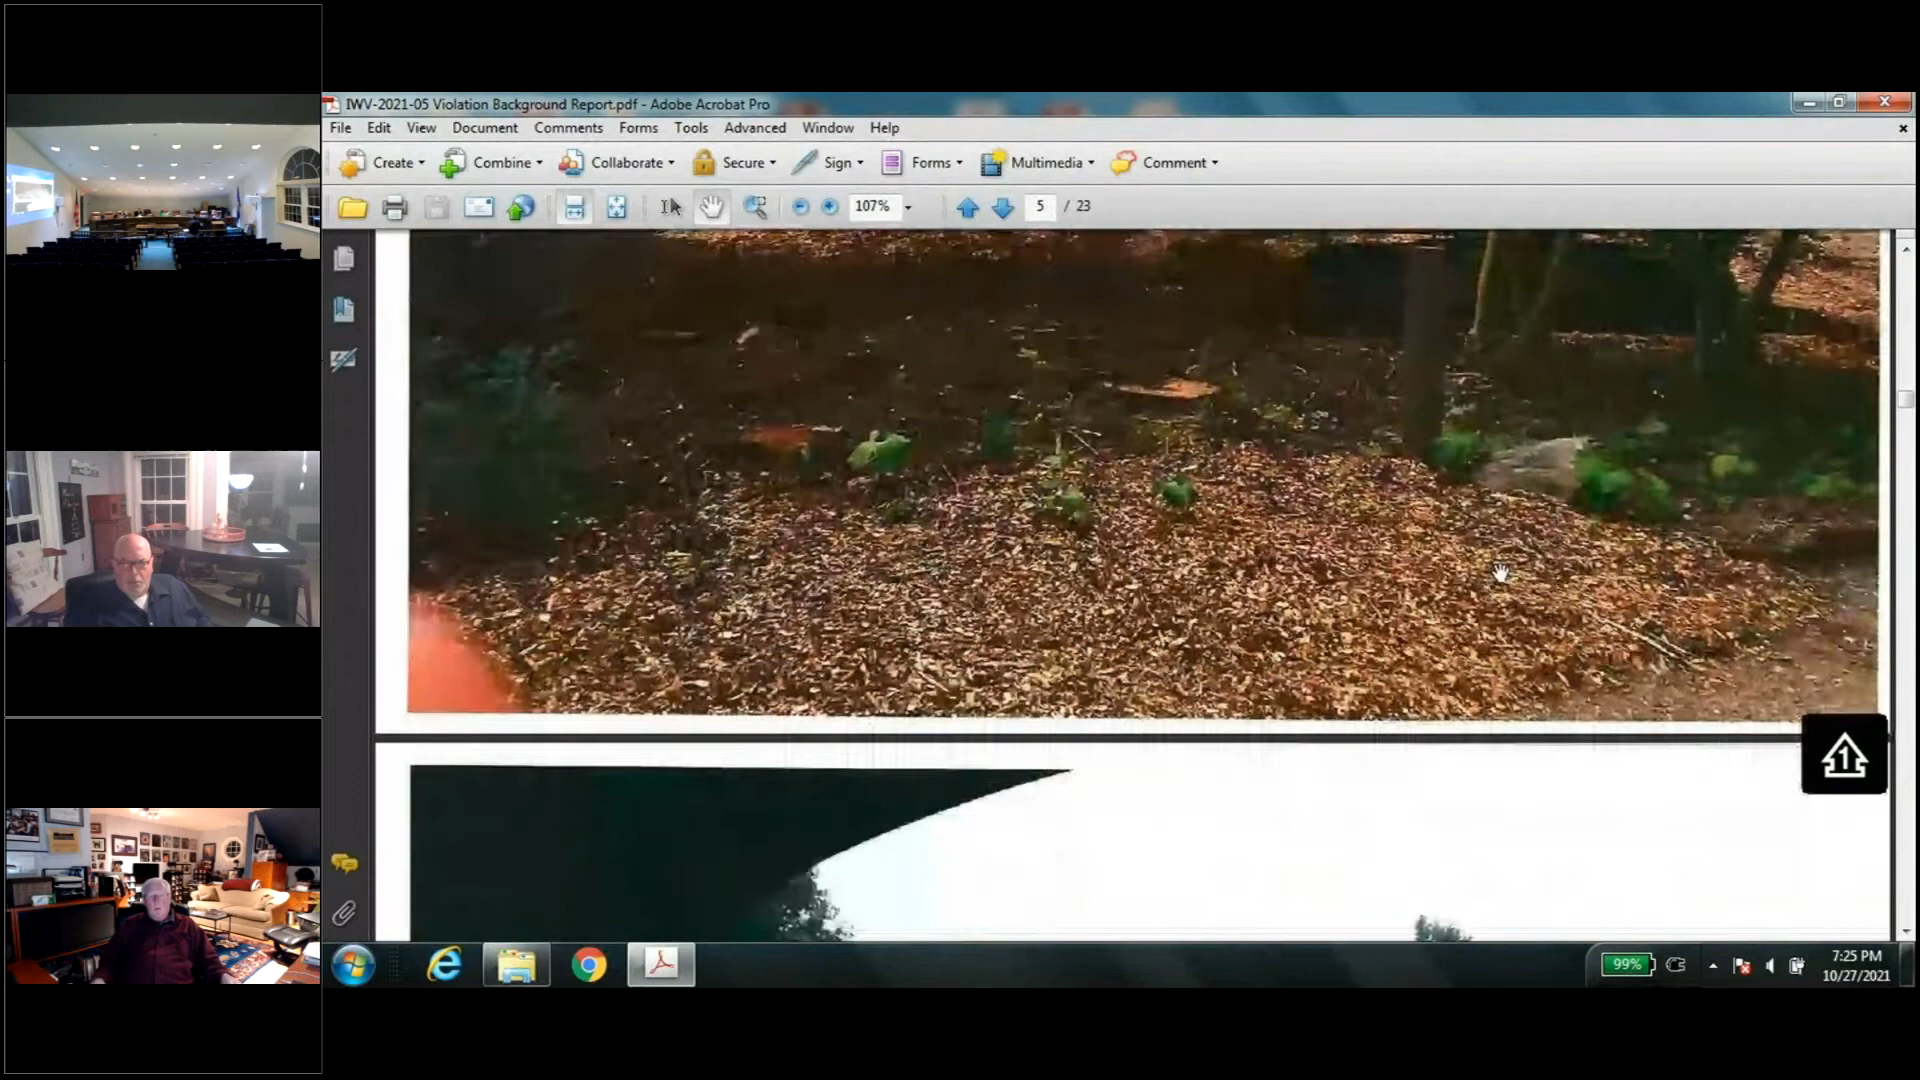 IWV-2021-05 Violation Background Report.pdf - Adobe Acrobat Pro
File Edit View Document Comments Forms Tools Advanced Window Help
Create Combine Collaborate Secure Sign Forms Multimedia Comment
107% 5 / 23
1
99% 7:25 PM
10/27/2021